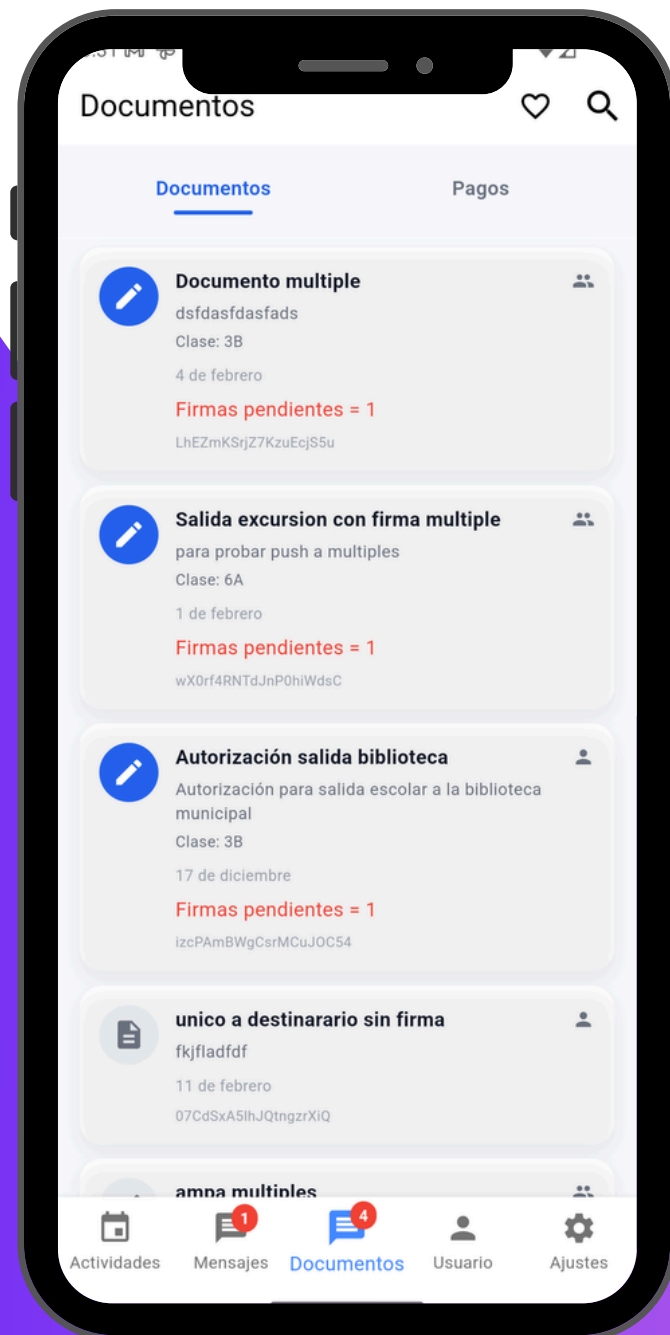 Documentos
Documentos
Pagos
Documento multiple
dsfdasfdasfads
Clase: 3B
4 de febrero
Firmas pendientes = 1
LhEZmKSrjZ7KzuEcjS5u
Salida excursion con firma multiple
para probar push a multiples
Clase: 6A
1 de febrero
Firmas pendientes = 1
wX0rf4RNTdJnP0hiWdsC
Autorización salida biblioteca
Autorización para salida escolar a la biblioteca
municipal
Clase: 3B
17 de diciembre
Firmas pendientes = 1
izcPAmBWgCsrMCuJOC54
unico a destinarario sin firma
fkjfladfdf
11 de febrero
07CdSxA5IhJQtngzrXiQ
ampa multiples
1
4
Actividades
Mensajes
Documentos
Usuario
Ajustes